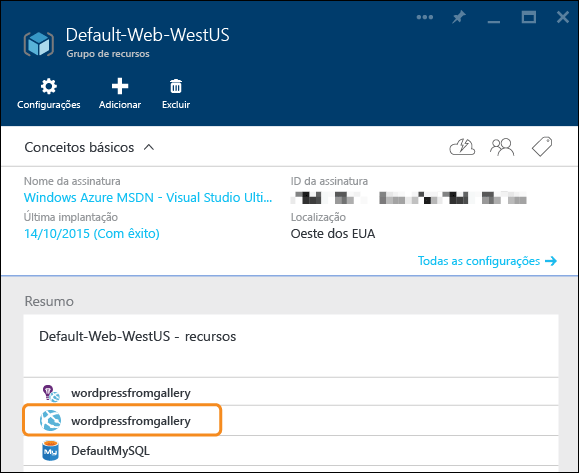 Default-Web-WestUS
Grupo de recursos
Configurações Adicionar Excluir
Conceitos básicos
Nome da assinatura ID da assinatura
Windows Azure MSDN - Visual Studio Ulti...
Última implantação Localização
14/10/2015 (Com êxito) Oeste dos EUA
Todas as configurações
Resumo
Default-Web-WestUS - recursos
wordpressfromgallery
wordpressfromgallery
DefaultMySQL